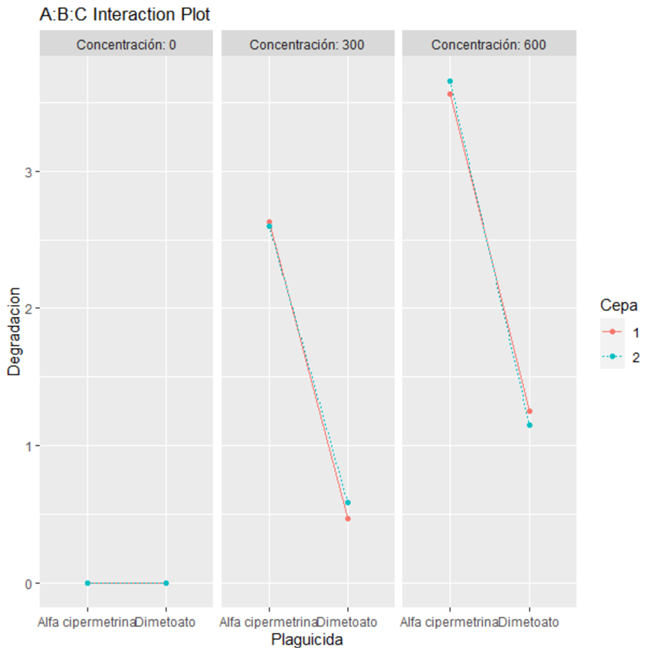 A:B:C Interaction Plot
Concentración: 0
Concentración: 300
Concentración: 600
3
2
1
0
Degradacion
Alfa cipermetrina Dimetoato
Alfa cipermetrina Dimetoato
Alfa cipermetrina Dimetoato
Plaguicida
Cepa
1
2